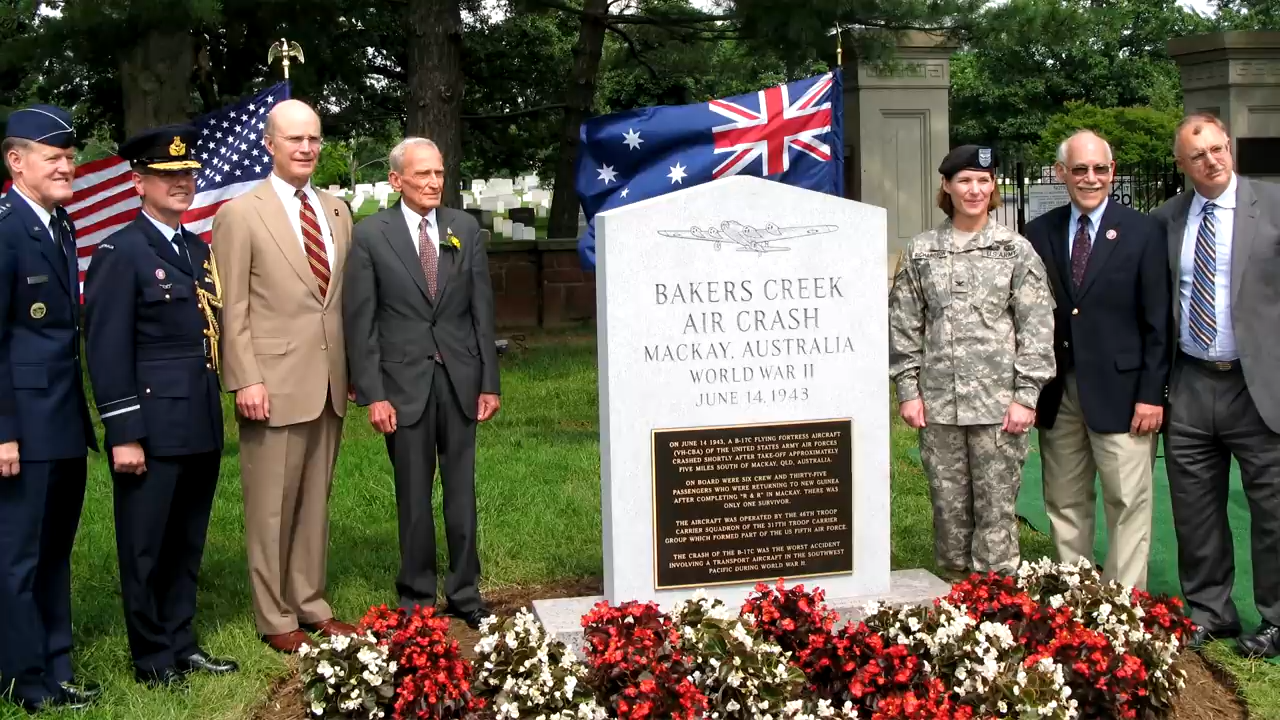 BAKERS CREEK
AIR CRASH
MACKAY, AUSTRALIA
WORLD WAR II
JUNE 14, 1943
ON JUNE 14 1943, A B-17C FLYING FORTRESS AIRCRAFT
(VH-CBA) OF THE UNITED STATES ARMY AIR FORCES
CRASHED SHORTLY AFTER TAKE-OFF APPROXIMATELY
FIVE MILES SOUTH OF MACKAY, QLD, AUSTRALIA.
ON BOARD WERE SIX CREW AND THIRTY-FIVE
PASSENGERS WHO WERE RETURNING TO NEW GUINEA
AFTER COMPLETING "R & R" IN MACKAY. THERE WAS
ONLY ONE SURVIVOR.
THE AIRCRAFT WAS OPERATED BY THE 46TH TROOP
CARRIER SQUADRON OF THE 317TH TROOP CARRIER
GROUP WHICH FORMED PART OF THE US FIFTH AIR FORCE.
THE CRASH OF THE B-17C WAS THE WORST ACCIDENT
INVOLVING A TRANSPORT AIRCRAFT IN THE SOUTHWEST
PACIFIC DURING WORLD WAR II.
RICHARDSON
U.S. ARMY
20